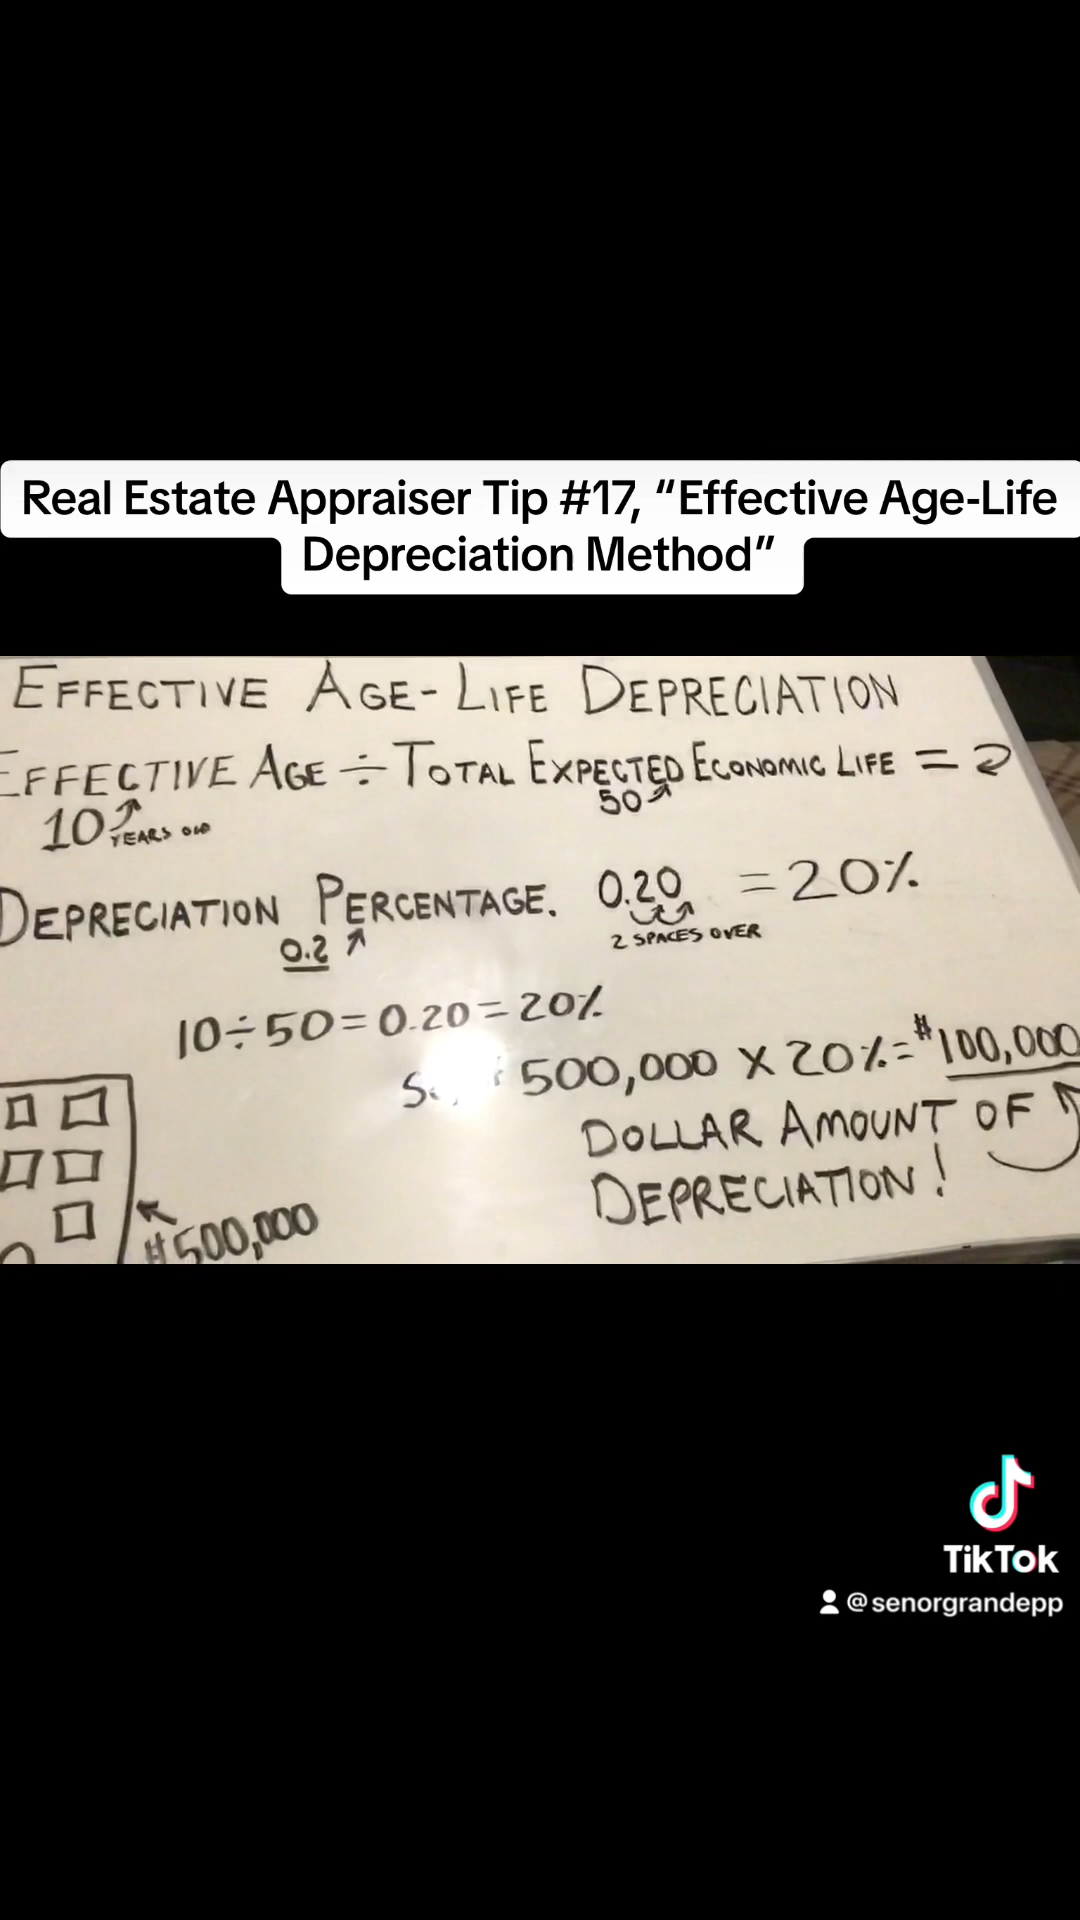 Real Estate Appraiser Tip #17, “Effective Age-Life
Depreciation Method”
EFFECTIVE AGE-LIFE DEPRECIATION
EFFECTIVE AGE ÷ TOTAL EXPECTED ECONOMIC LIFE =
10 YEARS OLD
50
DEPRECIATION PERCENTAGE. 0.20 = 20%
0.2
2 SPACES OVER
10÷50=0.20=20%
500,000 X 20%=$100,000
DOLLAR AMOUNT OF
DEPRECIATION!
$500,000
TikTok
@senorgrandepp